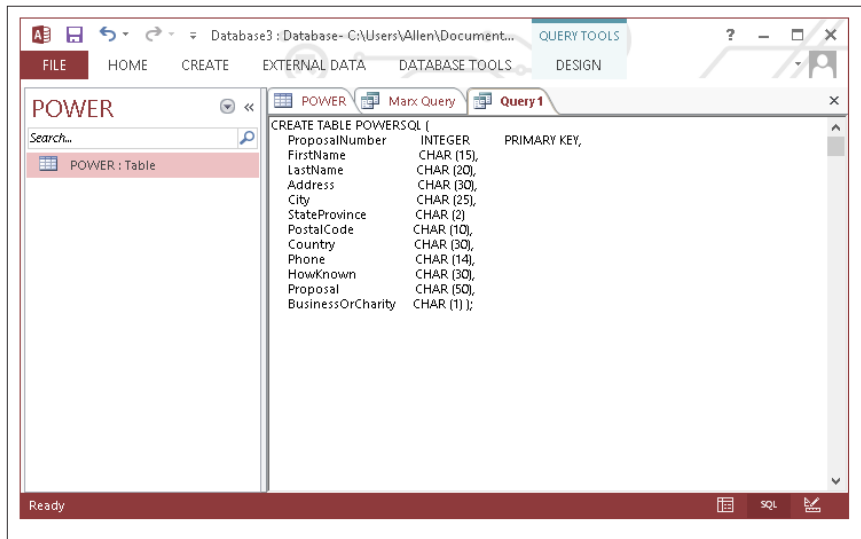 Database3 : Database- C:\Users\Allen\Document...
QUERY TOOLS
?
FILE HOME CREATE EXTERNAL DATA DATABASE TOOLS DESIGN
POWER
Search...
POWER : Table
POWER Marx Query Query1
CREATE TABLE POWERSQL (
ProposalNumber INTEGER PRIMARY KEY,
FirstName CHAR (15),
LastName CHAR (20),
Address CHAR (30),
City CHAR (25),
StateProvince CHAR (2)
PostalCode CHAR (10),
Country CHAR (30),
Phone CHAR (14),
HowKnown CHAR (30),
Proposal CHAR (50),
BusinessOrCharity CHAR (1) );
Ready
SQL